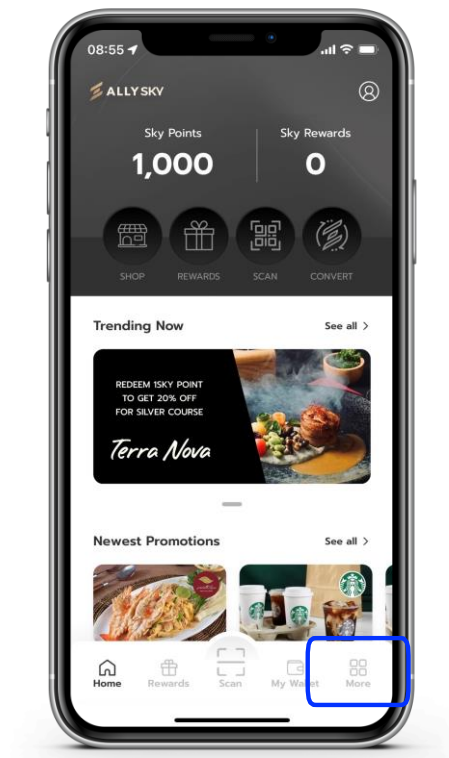 08:55
ALLY SKY
Sky Points
Sky Rewards
1,000
0
SHOP
REWARDS
SCAN
CONVERT
Trending Now
See all >
REDEEM 1SKY POINT
TO GET 20% OFF
FOR SILVER COURSE
Terra Nova
Newest Promotions
See all >
Home
Rewards
Scan
My Wallet
More